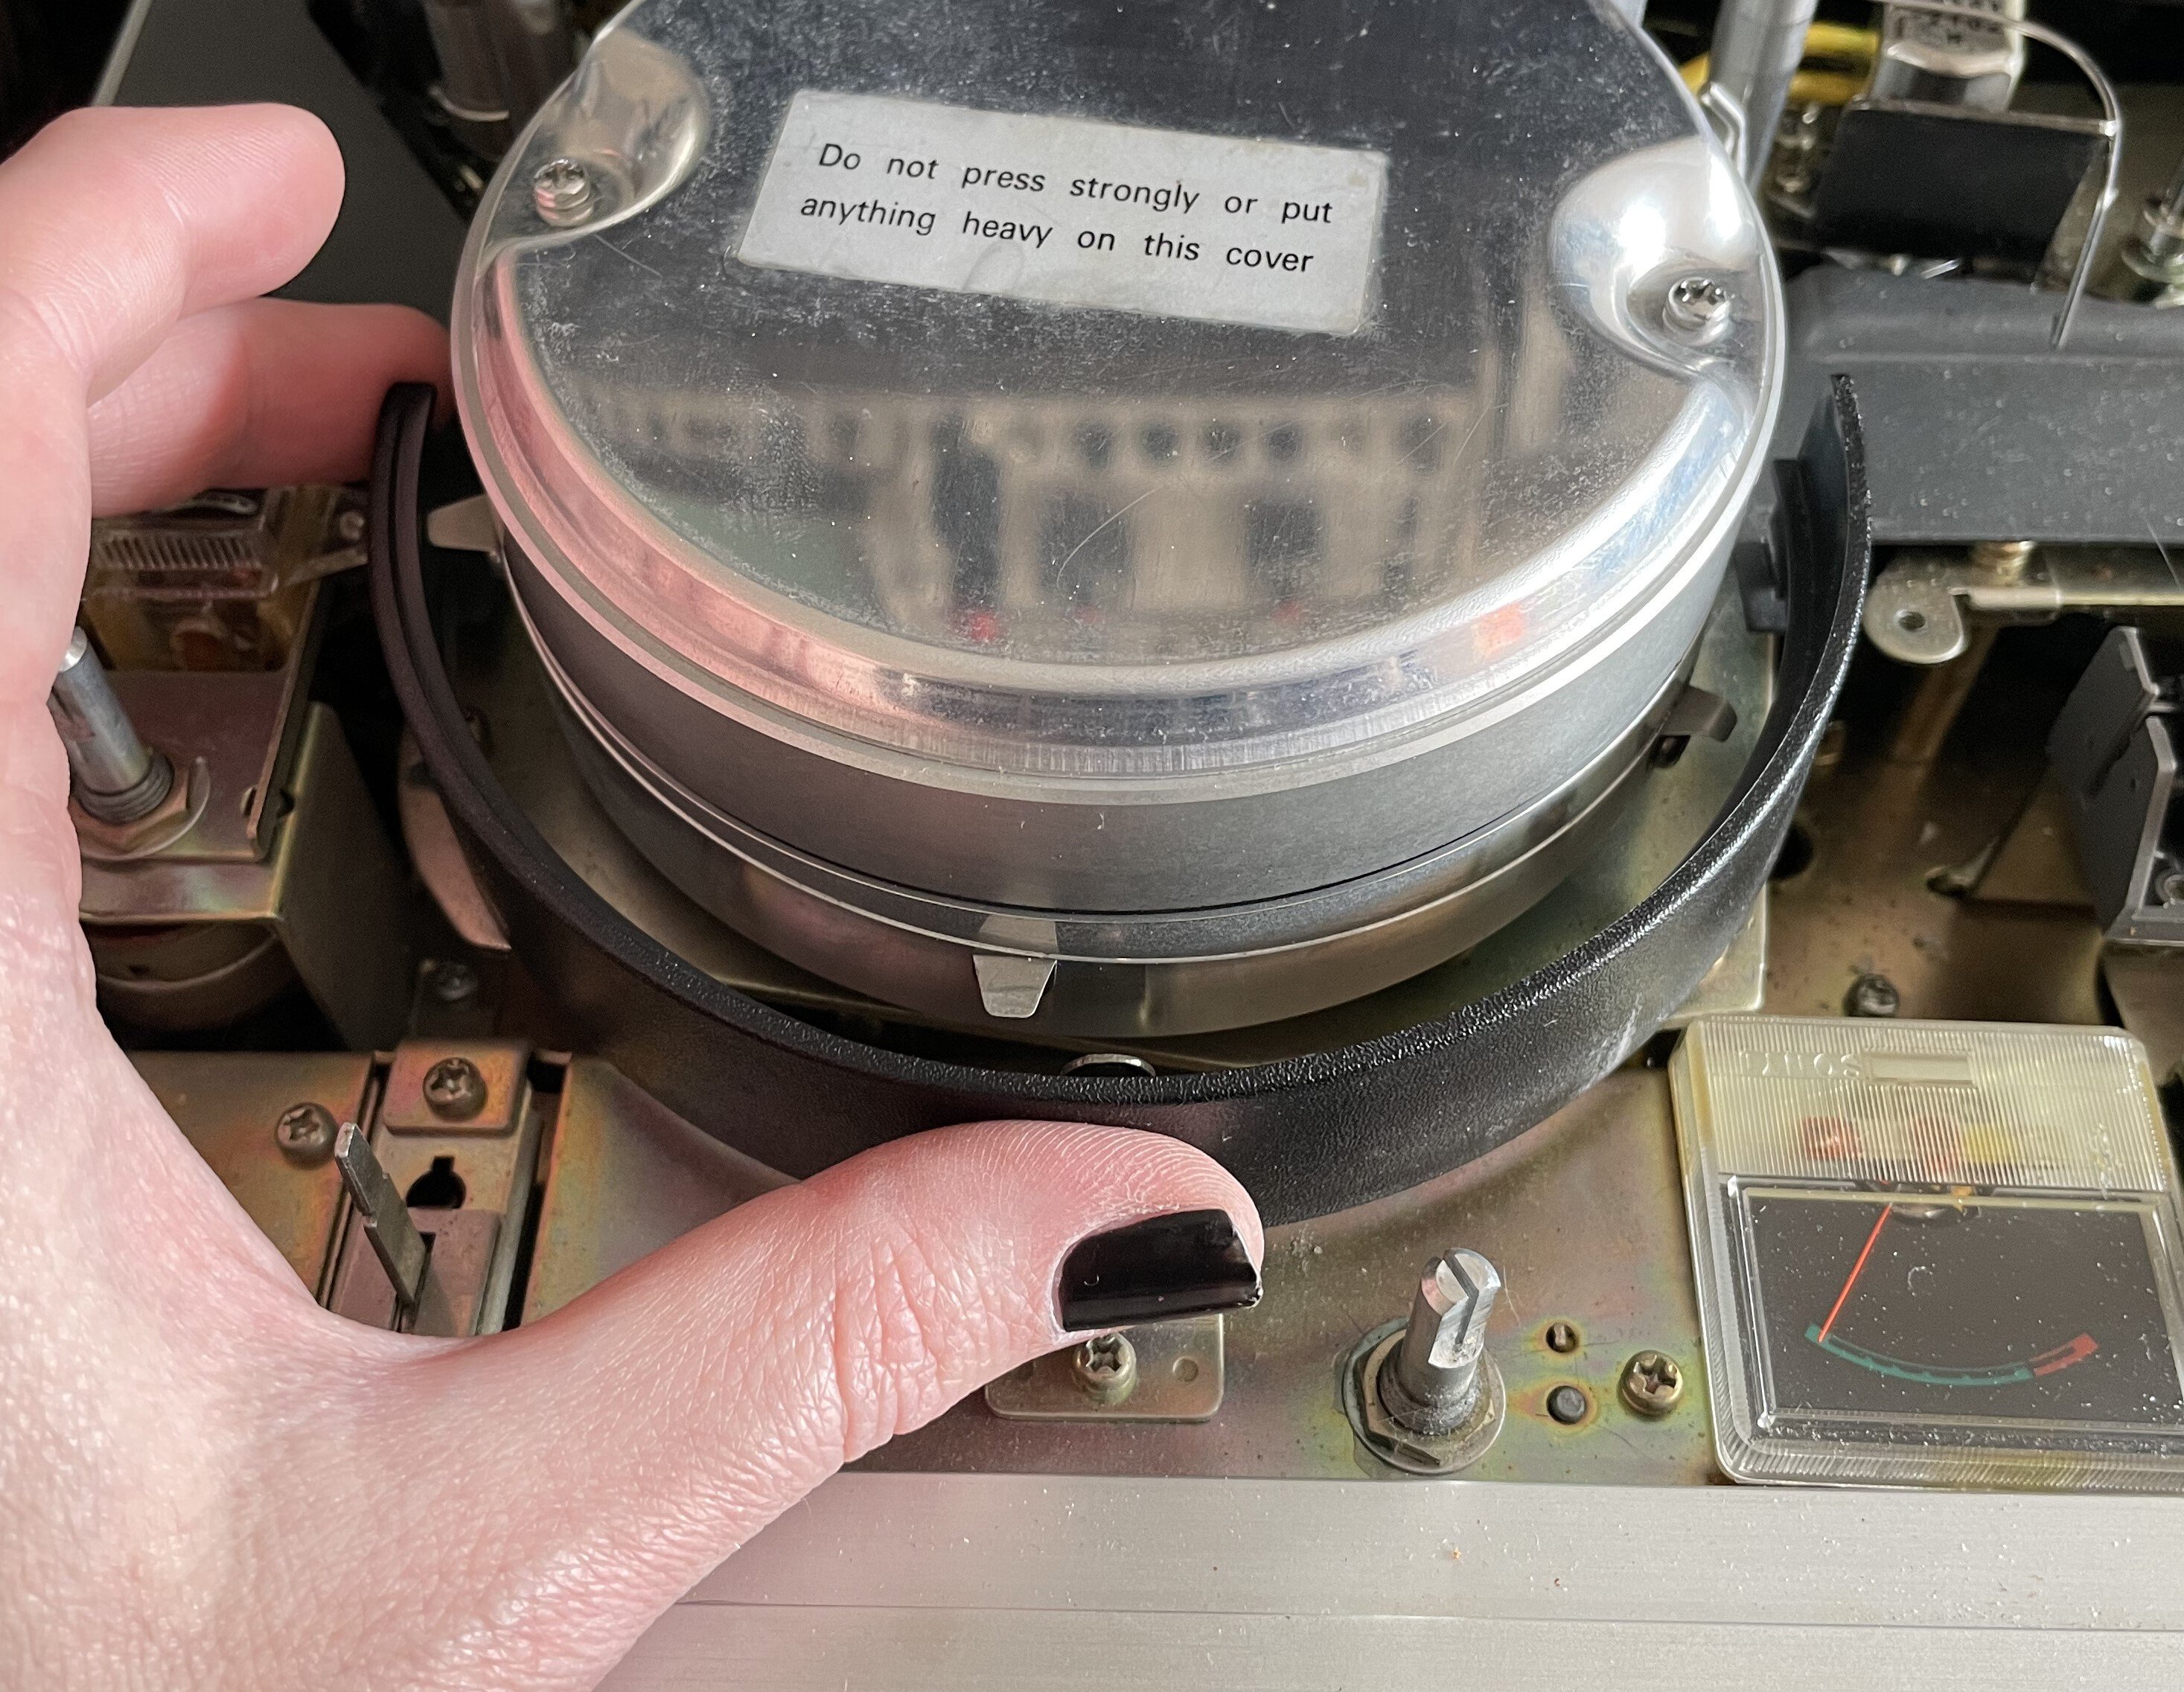 Do not press strongly or put
anything heavy on this cover